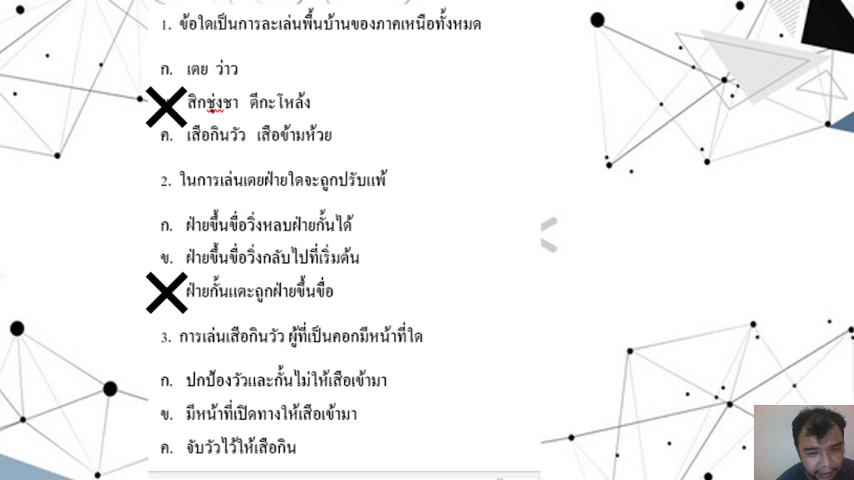 1. ข้อใดเป็นการละเล่นพื้นบ้านของภาคเหนือทั้งหมด
ก. เตย ว่าว
สิกซุ่งชา ตีกะโหล้ง
ค. เสือกินวัว เสือข้ามห้วย
2. ในการเล่นเตยฝ่ายใดจะถูกปรับแพ้
ก. ฝ่ายขึ้นขื่อวิ่งหลบฝ่ายกั้นได้
ข. ฝ่ายขึ้นขื่อวิ่งกลับไปที่เริ่มต้น
ฝ่ายกั้นแตะถูกฝ่ายขึ้นขื่อ
3. การเล่นเสือกินวัว ผู้ที่เป็นคอกมีหน้าที่ใด
ก. ปกป้องวัวและกั้นไม่ให้เสือเข้ามา
ข. มีหน้าที่เปิดทางให้เสือเข้ามา
ค. จับวัวไว้ให้เสือกิน